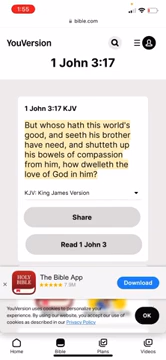 1:55
bible.com
YouVersion
1 John 3:17
1 John 3:17 KJV
But whoso hath this world's
good, and seeth his brother
have need, and shutteth up
his bowels of compassion
from him, how dwelleth the
love of God in him?
KJV: King James Version
Share
Read 1 John 3
The Bible App
HOLY
BIBLE
7.9M
Download
YouVersion uses cookies to personalize your
experience. By using our website, you accept our use of
cookies as described in our Privacy Policy
OK
Home
Bible
Plans
Videos